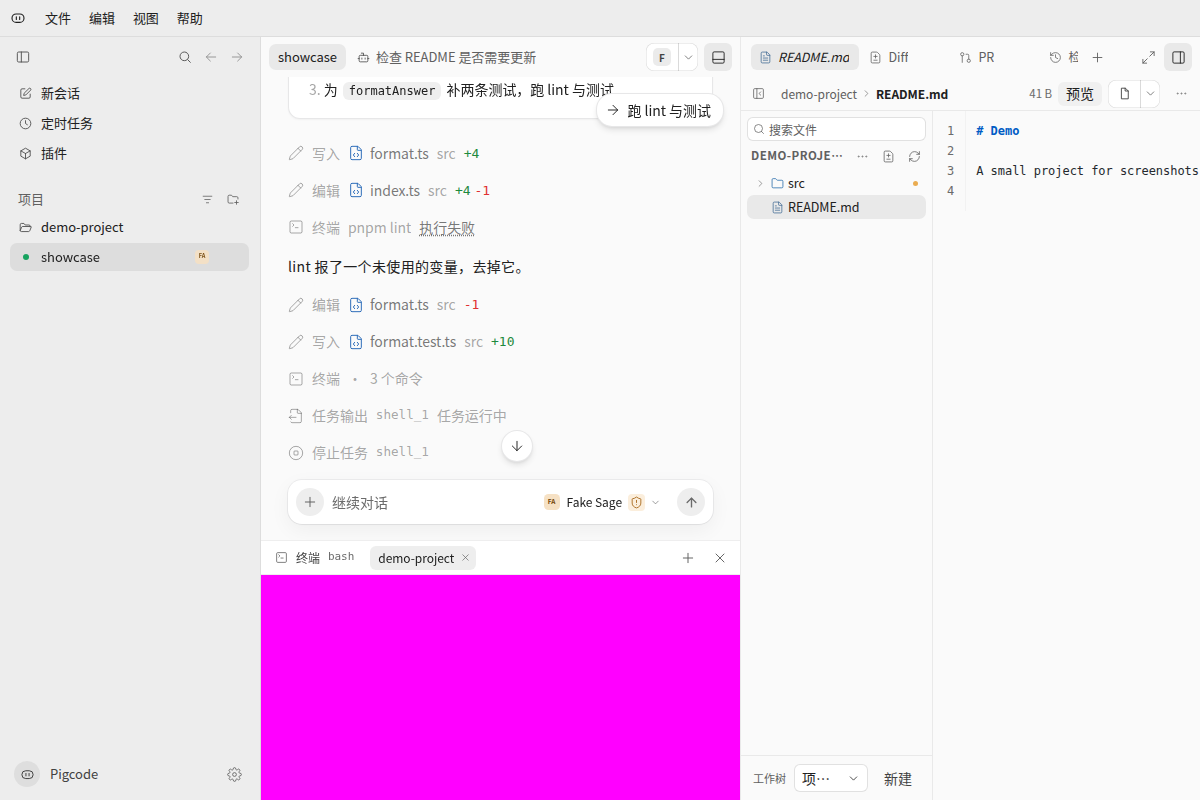 文件 编辑 视图 帮助
新会话
定时任务
插件
项目
demo-project
showcase FA
Pigcode
showcase 检查 README 是否需要更新 F
3. 为 formatAnswer 补两条测试，跑 lint 与测试
跑 lint 与测试
写入 format.ts src +4
编辑 index.ts src +4 -1
终端 pnpm lint 执行失败
lint 报了一个未使用的变量，去掉它。
编辑 format.ts src -1
写入 format.test.ts src +10
终端 • 3 个命令
任务输出 shell_1 任务运行中
停止任务 shell_1
继续对话 FA Fake Sage
终端 bash demo-project
README.md Diff PR
demo-project README.md 41 B 预览
搜索文件
DEMO-PROJE…
src
README.md
1 # Demo
2
3 A small project for screenshots
4
工作树 项… 新建